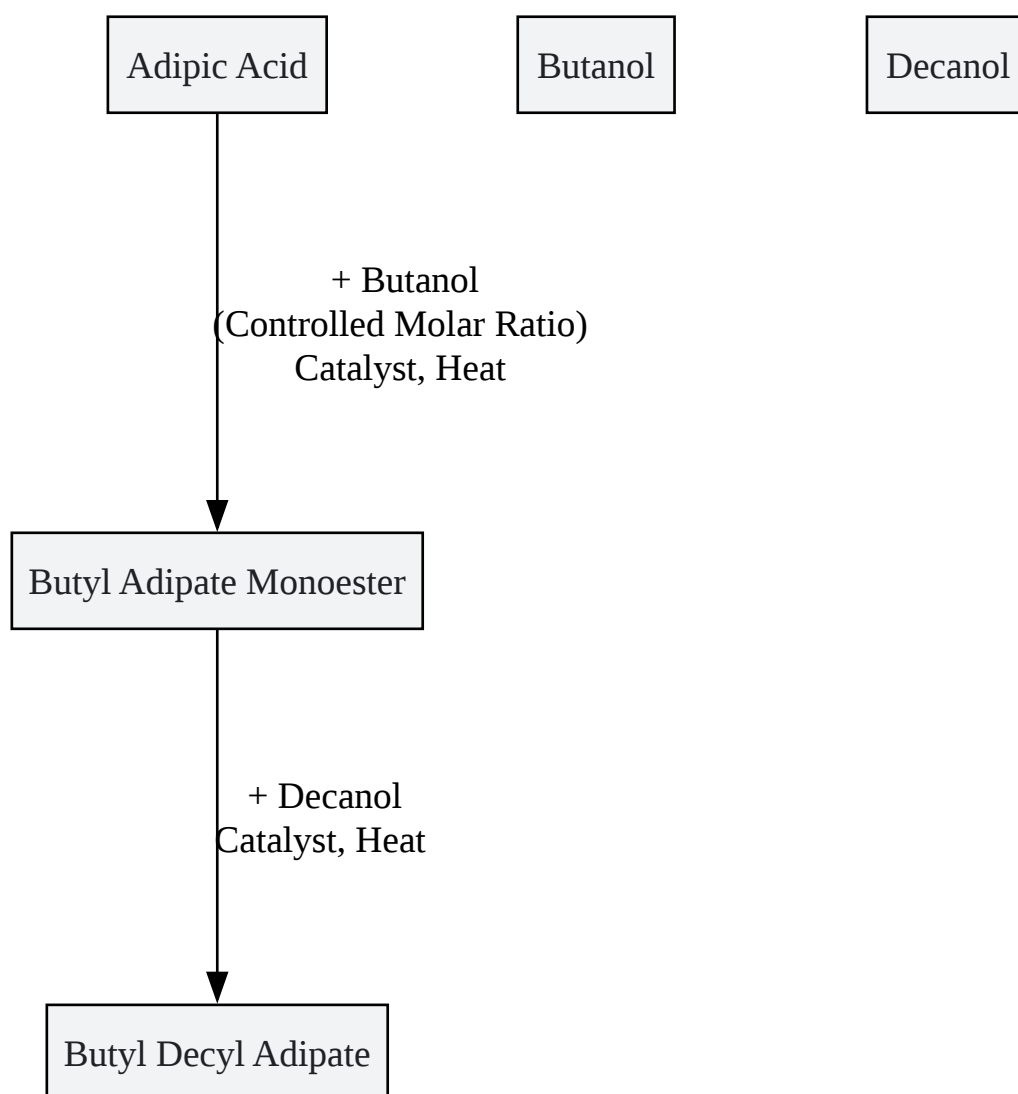 Adipic Acid
Butanol
Decanol
+ Butanol
(Controlled Molar Ratio)
Catalyst, Heat
Butyl Adipate Monoester
+ Decanol
Catalyst, Heat
Butyl Decyl Adipate